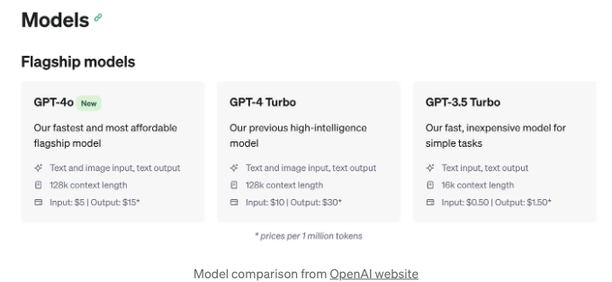 Models
Flagship models
GPT-4o New
Our fastest and most affordable
flagship model
Text and image input, text output
128k context length
Input: $5 | Output: $15*
GPT-4 Turbo
Our previous high-intelligence
model
Text and image input, text output
128k context length
Input: $10 | Output: $30*
GPT-3.5 Turbo
Our fast, inexpensive model for
simple tasks
Text input, text output
16k context length
Input: $0.50 | Output: $1.50*
* prices per 1 million tokens
Model comparison from OpenAI website